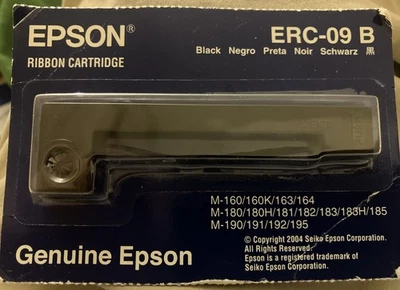 EPSON®
ERC-09 B
RIBBON CARTRIDGE
Black Negro Preta Noir Schwarz 黒
M-160/160K/163/164
M-180/180H/181/182/183/183H/185
M-190/191/192/195
© Copyright 2004 Seiko Epson Corporation.
All rights reserved.
Epson is a registered trademark of
Seiko Epson Corporation.
Genuine Epson